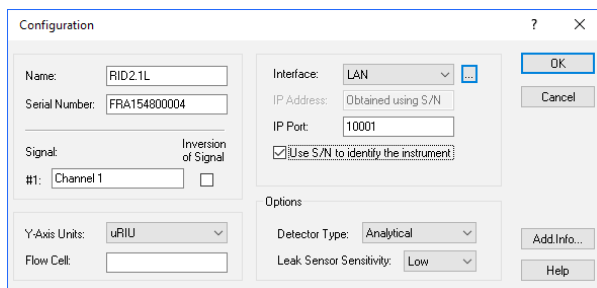 Configuration
? X
Name: RID2.1L
Serial Number: FRA154800004
Signal: Inversion of Signal
#1: Channel 1
Y-Axis Units: uRIU
Flow Cell:
Interface: LAN ...
IP Address: Obtained using S/N
IP Port: 10001
Use S/N to identify the instrument
Options
Detector Type: Analytical
Leak Sensor Sensitivity: Low
OK
Cancel
Add.Info...
Help